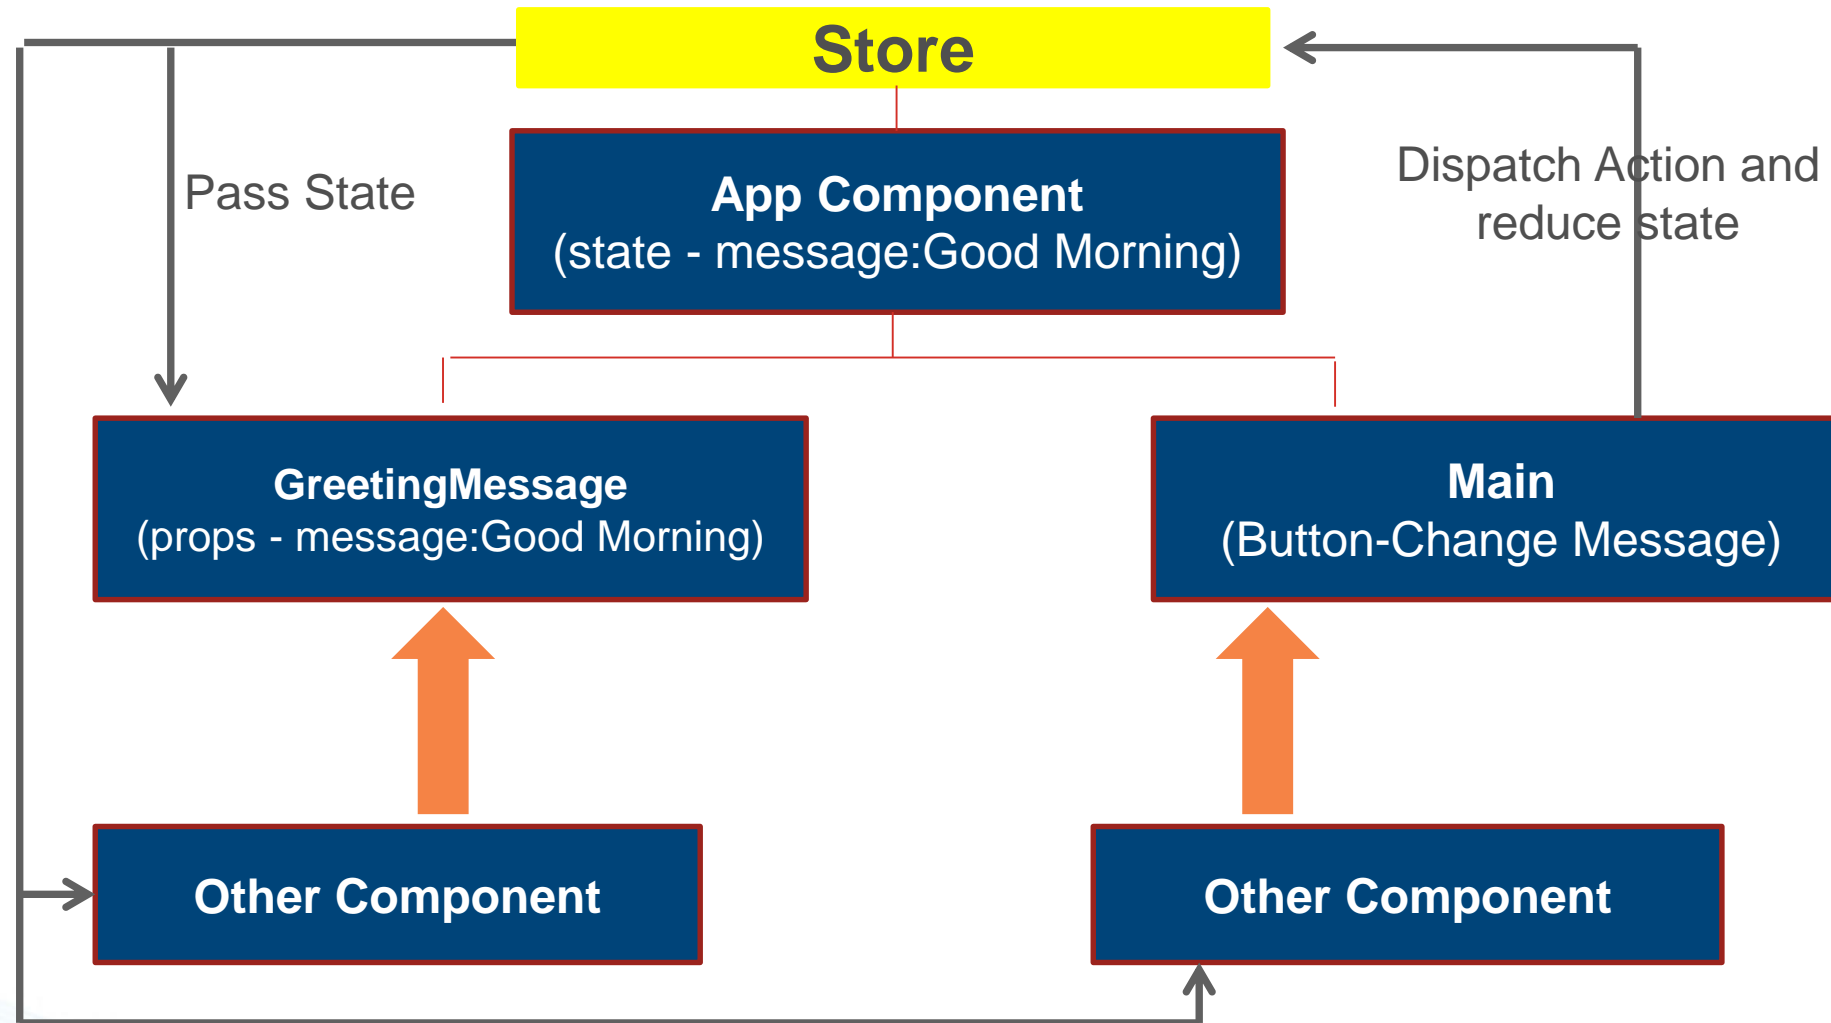 Store
Pass State
App Component
(state - message:Good Morning)
Dispatch Action and
reduce state
GreetingMessage
(props - message:Good Morning)
Main
(Button-Change Message)
Other Component
Other Component